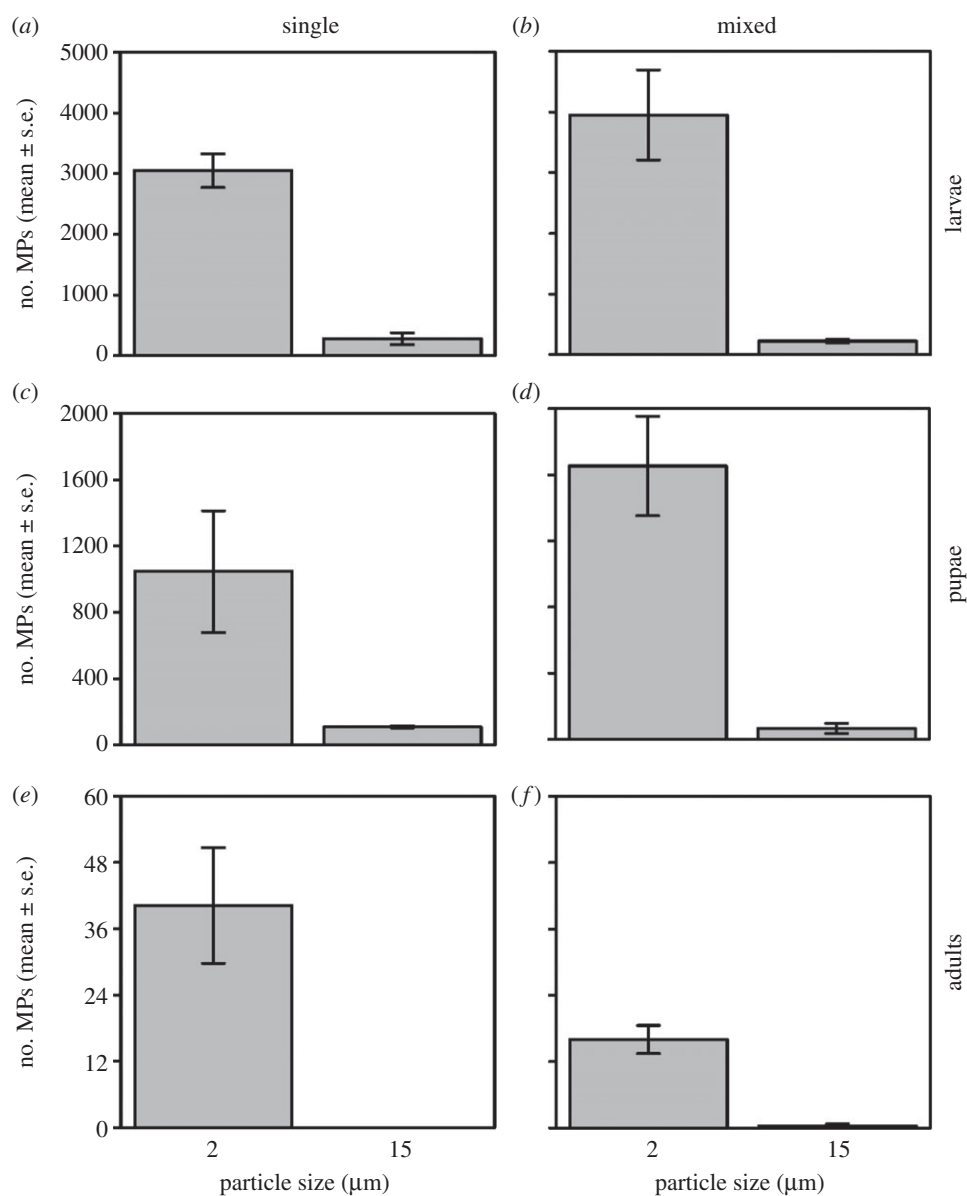 (a) single
(b) mixed
5000
4000
3000
2000
1000
0
no. MPs (mean ± s.e.)
larvae
(c)
(d)
2000
1600
1200
800
400
0
no. MPs (mean ± s.e.)
pupae
(e)
(f)
60
48
36
24
12
0
no. MPs (mean ± s.e.)
adults
2 15
2 15
particle size (μm)
particle size (μm)